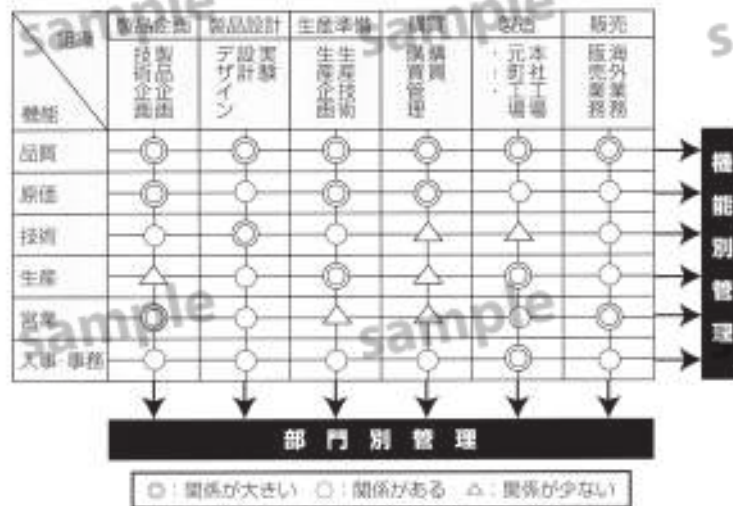 sample sample s
組織 製品企画 製品設計 生産準備 購買 製造 販売
機能
製品企画 技術企画 実験 設計 デザイン 生産技術 生産企画 購買 購買管理 本社工場 元町工場 ・・・ 海外業務 販売業務
品質 ◎ ◎ ◎ ◎ ◎ ◎
原価 ◎ ○ ◎ ◎ ○ ○
技術 ○ ◎ ○ △ △ ○
生産 △ ○ ◎ △ ◎ ○
営業 ◎ ○ △ △ ○ ◎
人事・事務 ○ ○ ○ ○ ◎ ○
機能別管理
sample sample s
部門別管理
◎：関係が大きい ○：関係がある △：関係が少ない